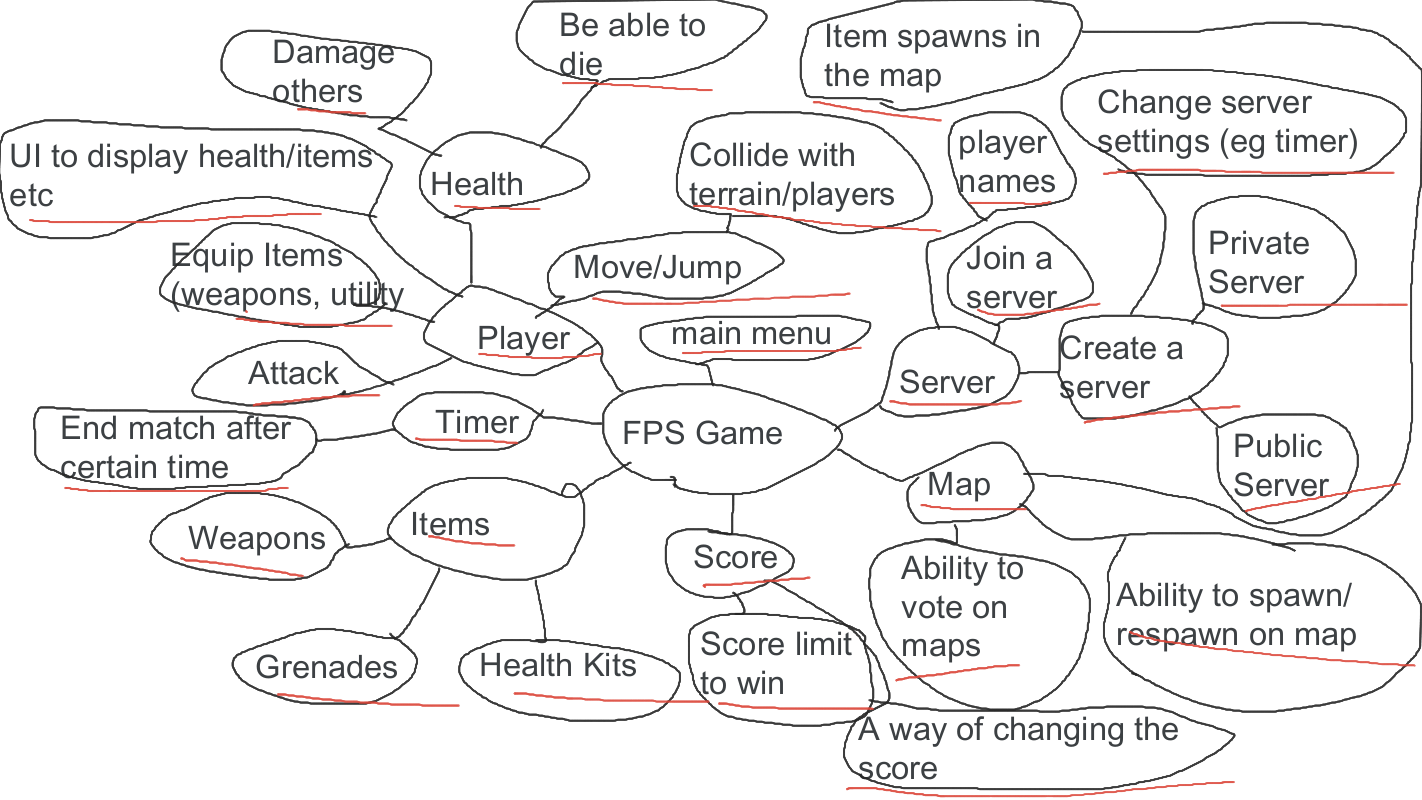 Damage
others
Be able to
die
Item spawns in
the map
Change server
settings (eg timer)
UI to display health/items
etc
Health
Collide with
terrain/players
player
names
Equip Items
(weapons, utility
Move/Jump
Join a
server
Private
Server
Player
main menu
Attack
Server
Create a
server
Timer
FPS Game
End match after
certain time
Map
Public
Server
Weapons
Items
Score
Ability to
vote on
maps
Ability to spawn/
respawn on map
Grenades
Health Kits
Score limit
to win
A way of changing the
score